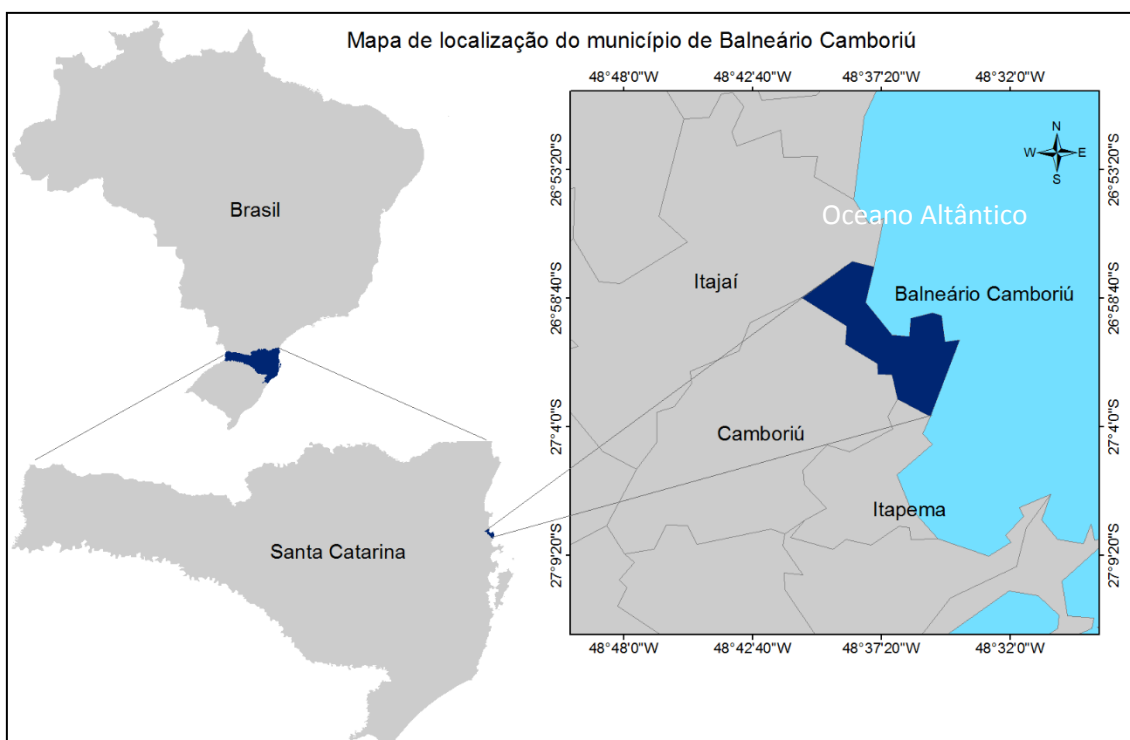 Mapa de localização do município de Balneário Camboriú
Brasil
Santa Catarina
48°48'0"W 48°42'40"W 48°37'20"W 48°32'0"W
N
W E
S
26°53'20"S 26°53'20"S
Oceano Altântico
Itajaí
Balneário Camboriú
26°58'40"S 26°58'40"S
27°4'0"S 27°4'0"S
Camboriú
Itapema
27°9'20"S 27°9'20"S
48°48'0"W 48°42'40"W 48°37'20"W 48°32'0"W